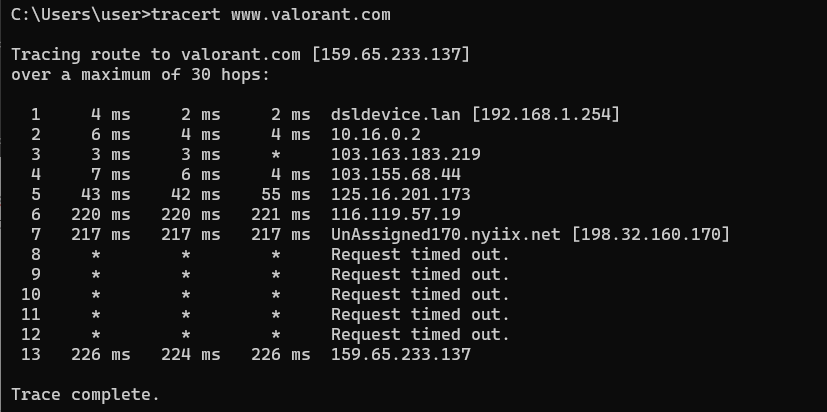 C:\Users\user>tracert www.valorant.com
Tracing route to valorant.com [159.65.233.137]
over a maximum of 30 hops:
1 4 ms 2 ms 2 ms dsldevice.lan [192.168.1.254]
2 6 ms 4 ms 4 ms 10.16.0.2
3 3 ms 3 ms * 103.163.183.219
4 7 ms 6 ms 4 ms 103.155.68.44
5 43 ms 42 ms 55 ms 125.16.201.173
6 220 ms 220 ms 221 ms 116.119.57.19
7 217 ms 217 ms 217 ms UnAssigned170.nyiix.net [198.32.160.170]
8 * * * Request timed out.
9 * * * Request timed out.
10 * * * Request timed out.
11 * * * Request timed out.
12 * * * Request timed out.
13 226 ms 224 ms 226 ms 159.65.233.137
Trace complete.